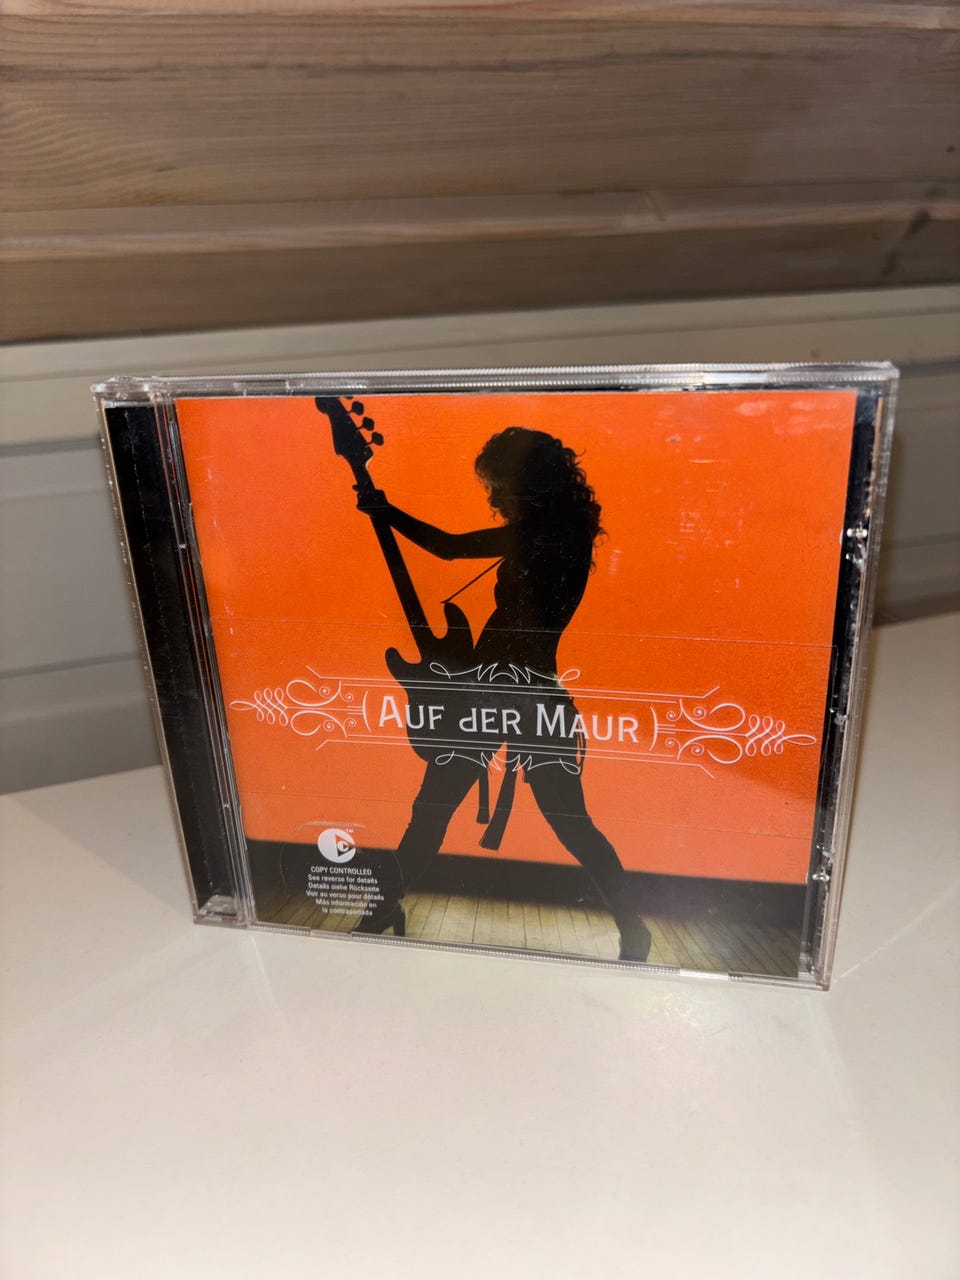 (AUF dER MAUR)
TM
COPY CONTROLLED
See reverse for details
Details siehe Rückseite
Voir au verso pour détails
Más información en
la contraportada